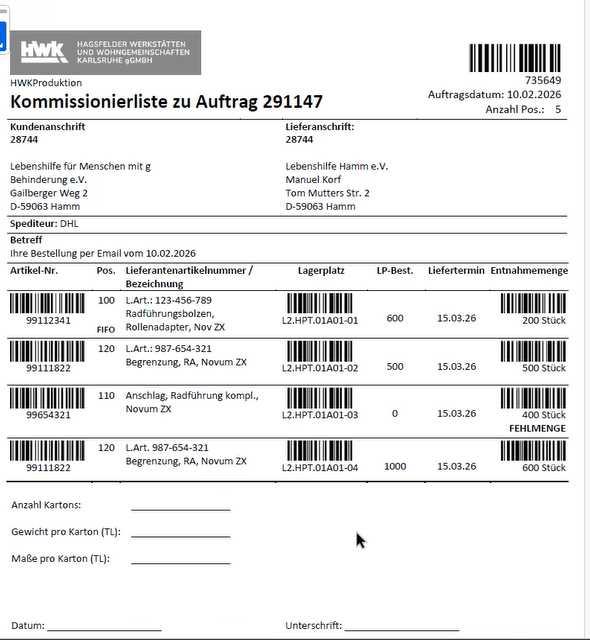 HWK
HAGSFELDER WERKSTÄTTEN
UND WOHNGEMEINSCHAFTEN
KARLSRUHE gGMBH
735649
HWKProduktion
Auftragsdatum: 10.02.2026
Kommissionierliste zu Auftrag 291147
Anzahl Pos.: 5
Kundenanschrift Lieferanschrift:
28744 28744
Lebenshilfe für Menschen mit g Lebenshilfe Hamm e.V.
Behinderung e.V. Manuel Korf
Gailberger Weg 2 Tom Mutters Str. 2
D-59063 Hamm D-59063 Hamm
Spediteur: DHL
Betreff
Ihre Bestellung per Email vom 10.02.2026
Artikel-Nr. Pos. Lieferantenartikelnummer / Lagerplatz LP-Best. Liefertermin Entnahmemenge
Bezeichnung
100 L.Art.: 123-456-789
Radführungsbolzen,
99112341 L2.HPT.01A01-01 600 15.03.26 200 Stück
FIFO Rollenadapter, Nov ZX
120 L.Art.: 987-654-321
Begrenzung, RA, Novum ZX
99111822 L2.HPT.01A01-02 500 15.03.26 500 Stück
110 Anschlag, Radführung kompl.,
Novum ZX
99654321 L2.HPT.01A01-03 0 15.03.26 400 Stück
FEHLMENGE
120 L.Art. 987-654-321
Begrenzung, RA, Novum ZX
99111822 L2.HPT.01A01-04 1000 15.03.26 600 Stück
Anzahl Kartons:
Gewicht pro Karton (TL):
Maße pro Karton (TL):
Datum: Unterschrift: